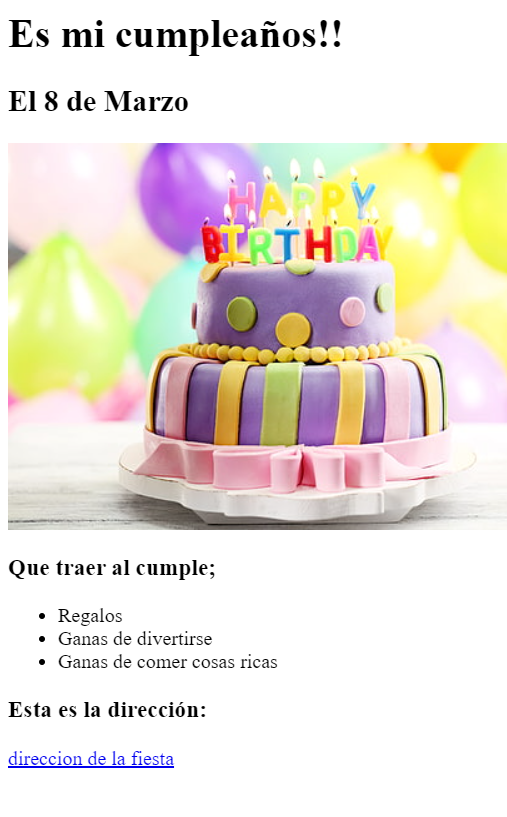 Es mi cumpleaños!!
El 8 de Marzo
HAPPY
BIRTHDAY
Que traer al cumple;
Regalos
Ganas de divertirse
Ganas de comer cosas ricas
Esta es la dirección:
direccion de la fiesta